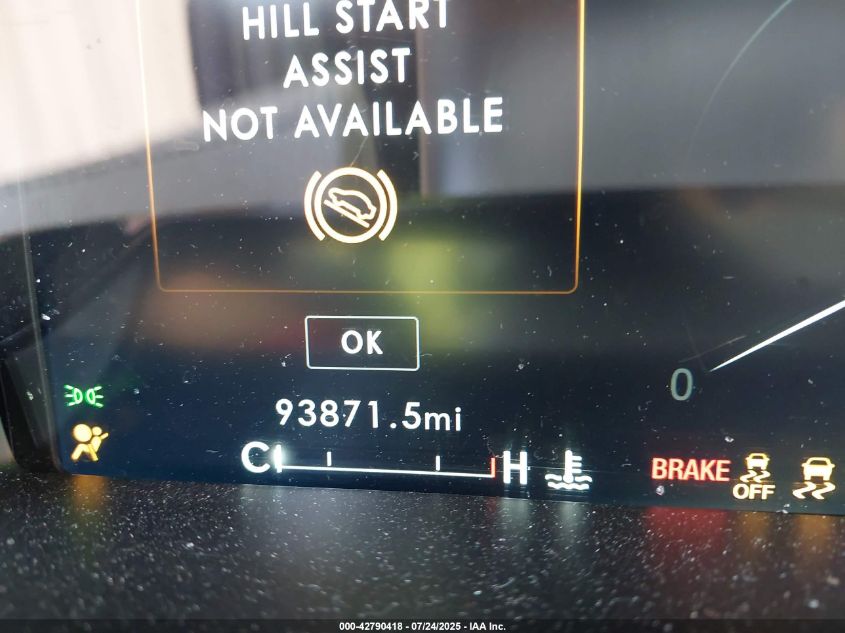 HILL START
ASSIST
NOT AVAILABLE
OK
93871.5mi
0
C H
BRAKE
OFF
000-42790418 - 07/24/2025 - IAA Inc.